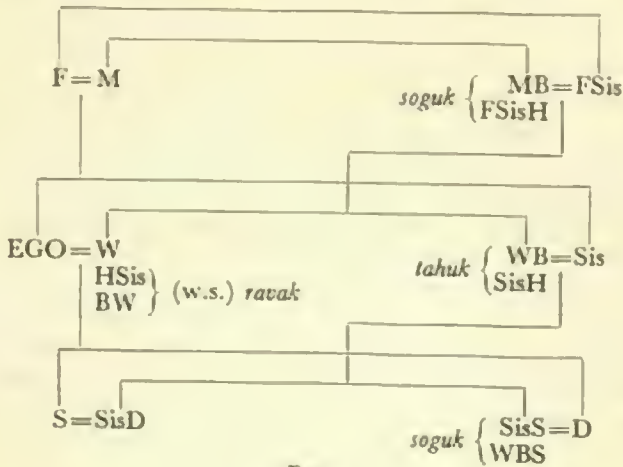 F=M
soguk { MB=FSis
FSisH
EGO=W
HSis
BW } (w.s.) ravak
tahuk { WB=Sis
SisH
S=SisD
soguk { SisS=D
WBS